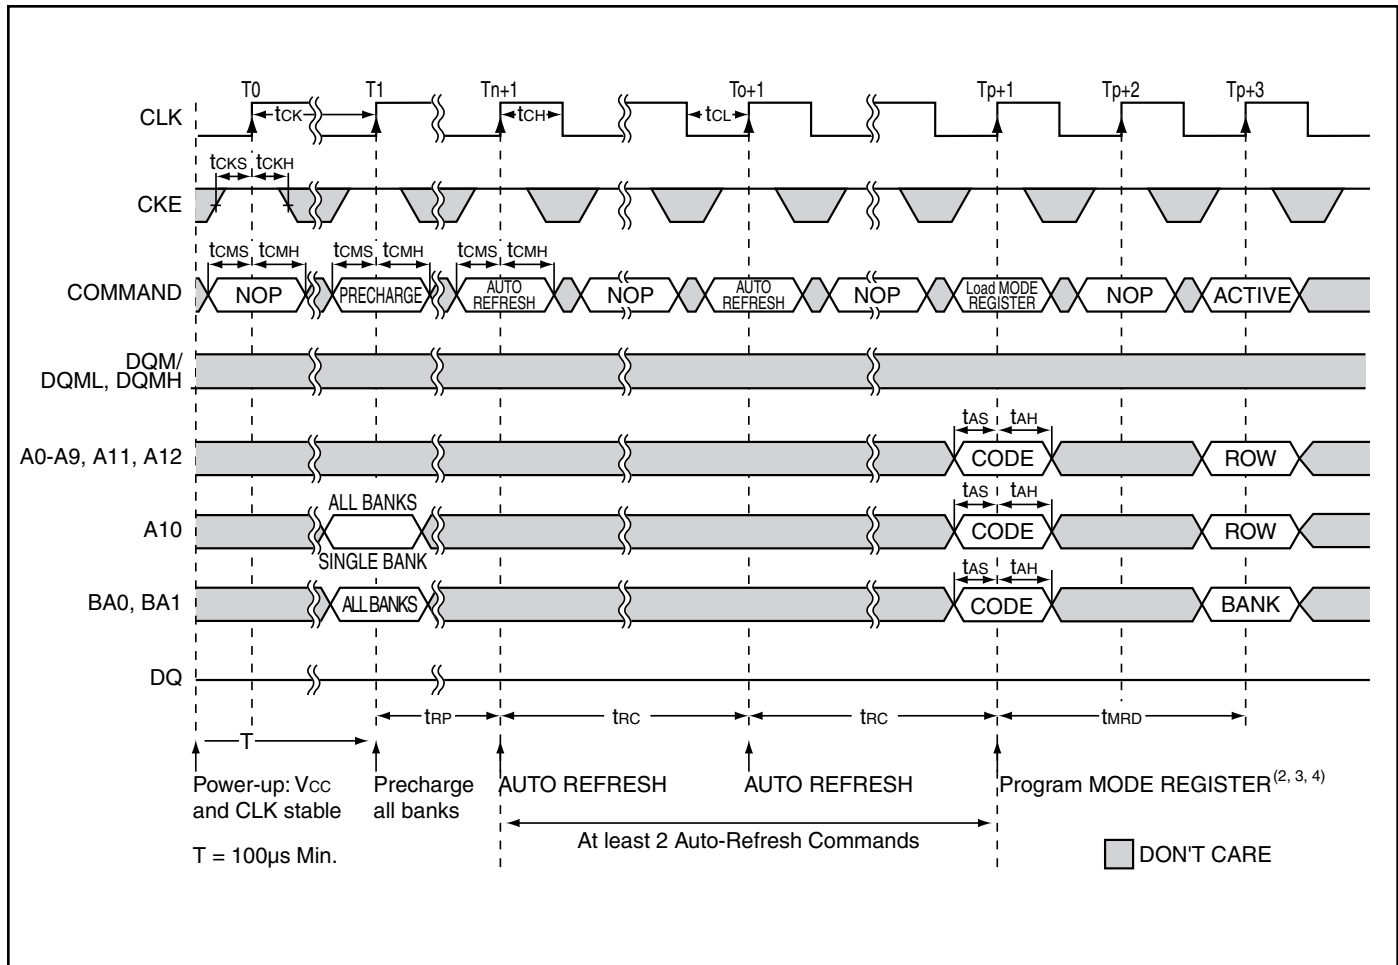 T0 T1 Tn+1 To+1 Tp+1 Tp+2 Tp+3
CLK tCK tCH tCL
tCKS tCKH
CKE
tCMS tCMH tCMS tCMH tCMS tCMH
COMMAND NOP PRECHARGE AUTO REFRESH NOP AUTO REFRESH NOP Load MODE REGISTER NOP ACTIVE
DQM/
DQML, DQMH
tAS tAH
A0-A9, A11, A12 CODE ROW
ALL BANKS tAS tAH
A10 CODE ROW
SINGLE BANK tAS tAH
BA0, BA1 ALL BANKS CODE BANK
DQ
tRP tRC tRC tMRD
T
Power-up: VCC Precharge AUTO REFRESH AUTO REFRESH Program MODE REGISTER(2, 3, 4)
and CLK stable all banks
At least 2 Auto-Refresh Commands
T = 100µs Min. DON'T CARE